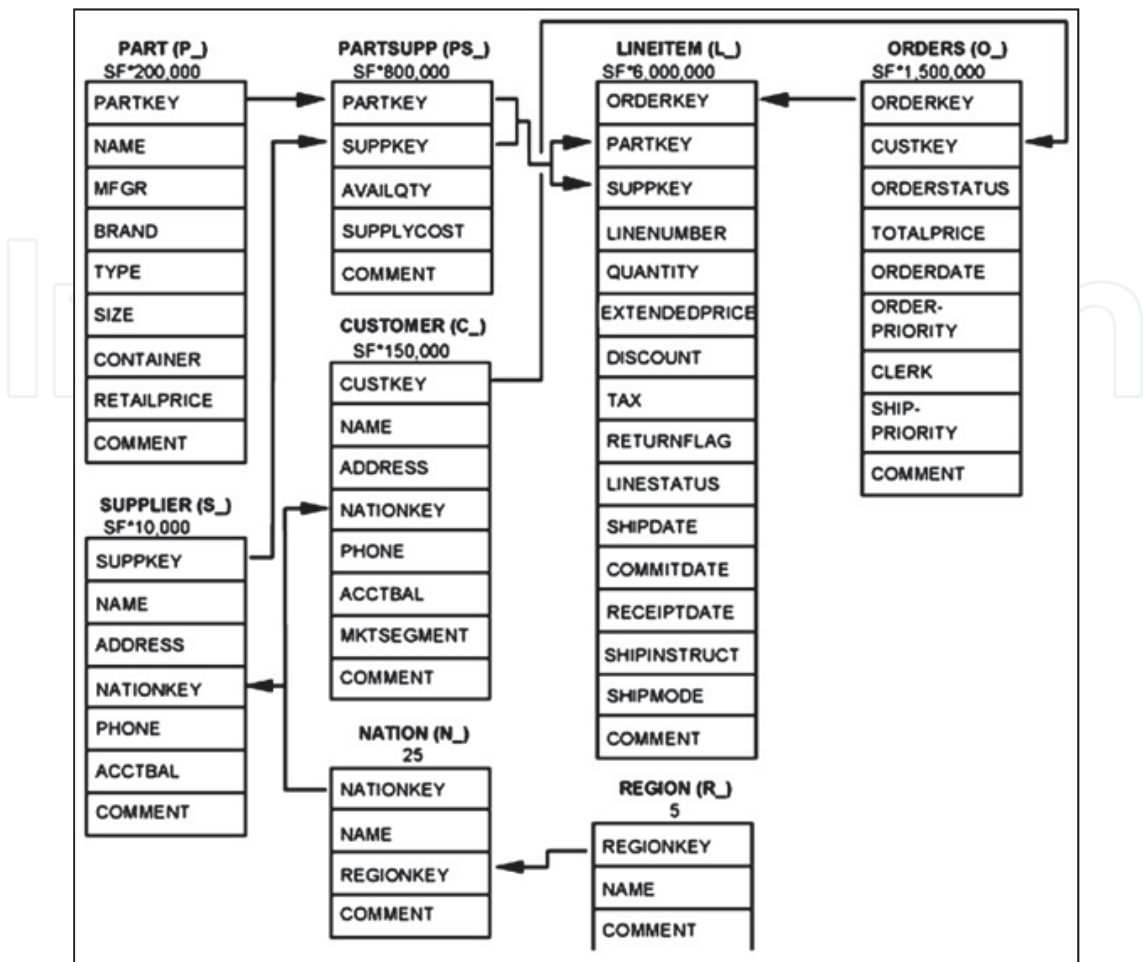 PART (P_)
SF*200,000
PARTKEY
NAME
MFGR
BRAND
TYPE
SIZE
CONTAINER
RETAILPRICE
COMMENT
SUPPLIER (S_)
SF*10,000
SUPPKEY
NAME
ADDRESS
NATIONKEY
PHONE
ACCTBAL
COMMENT
PARTSUPP (PS_)
SF*800,000
PARTKEY
SUPPKEY
AVAILQTY
SUPPLYCOST
COMMENT
CUSTOMER (C_)
SF*150,000
CUSTKEY
NAME
ADDRESS
NATIONKEY
PHONE
ACCTBAL
MKTSEGMENT
COMMENT
NATION (N_)
25
NATIONKEY
NAME
REGIONKEY
COMMENT
LINEITEM (L_)
SF*6,000,000
ORDERKEY
PARTKEY
SUPPKEY
LINENUMBER
QUANTITY
EXTENDEDPRICE
DISCOUNT
TAX
RETURNFLAG
LINESTATUS
SHIPDATE
COMMITDATE
RECEIPTDATE
SHIPINSTRUCT
SHIPMODE
COMMENT
REGION (R_)
5
REGIONKEY
NAME
COMMENT
ORDERS (O_)
SF*1,500,000
ORDERKEY
CUSTKEY
ORDERSTATUS
TOTALPRICE
ORDERDATE
ORDER-
PRIORITY
CLERK
SHIP-
PRIORITY
COMMENT